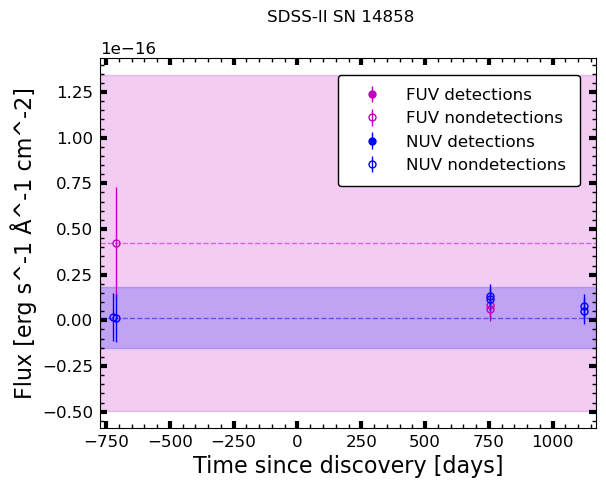 SDSS-II SN 14858
1e−16
FUV detections
FUV nondetections
NUV detections
NUV nondetections
1.25
1.00
0.75
0.50
0.25
0.00
−0.25
−0.50
Flux [erg s^-1 Å^-1 cm^-2]
−750 −500 −250 0 250 500 750 1000
Time since discovery [days]